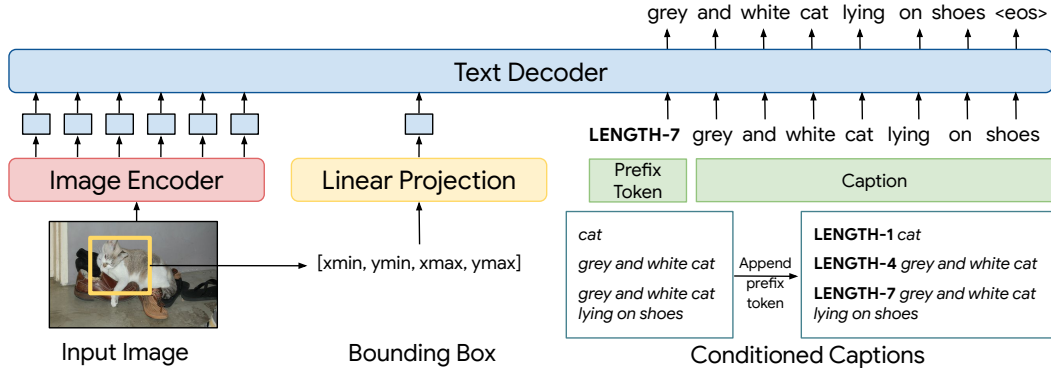 grey and white cat lying on shoes <eos>
Text Decoder
LENGTH-7 grey and white cat lying on shoes
Image Encoder
Linear Projection
Prefix
Token
Caption
[xmin, ymin, xmax, ymax]
cat
grey and white cat
grey and white cat
lying on shoes
Append
prefix
token
LENGTH-1 cat
LENGTH-4 grey and white cat
LENGTH-7 grey and white cat
lying on shoes
Input Image
Bounding Box
Conditioned Captions